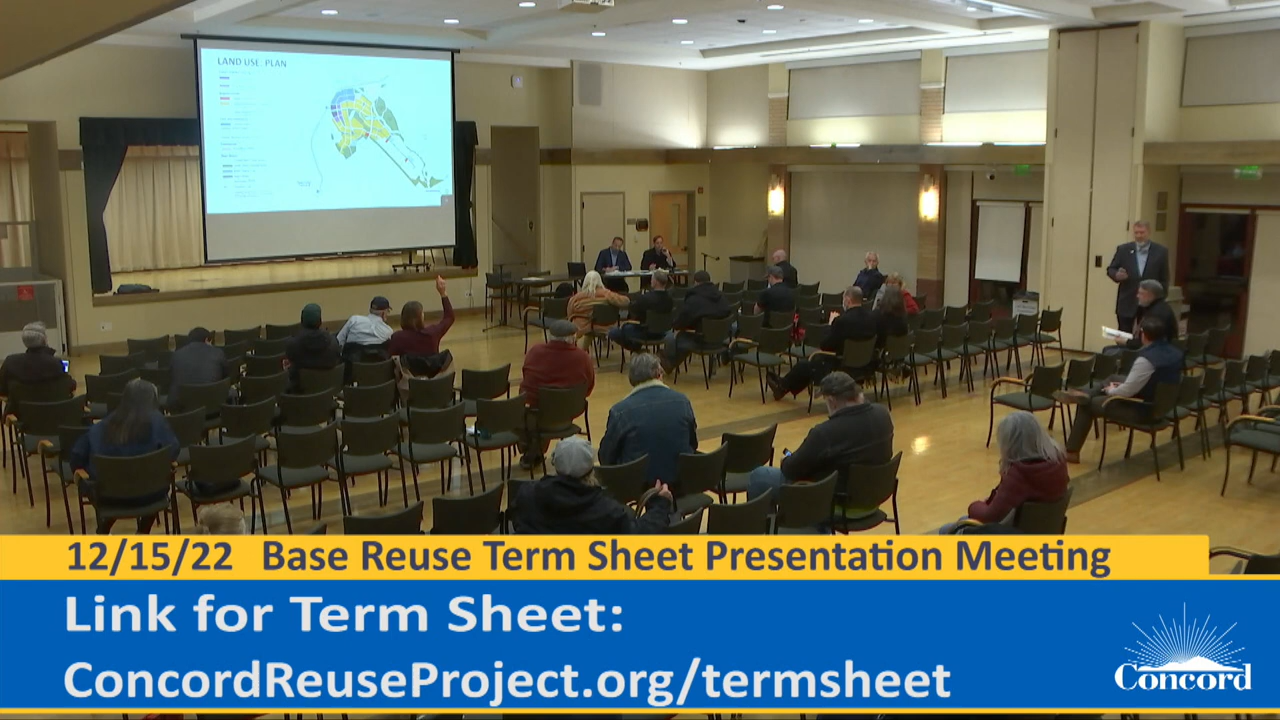 LAND USE PLAN
12/15/22 Base Reuse Term Sheet Presentation Meeting
Link for Term Sheet:
ConcordReuseProject.org/termsheet
Concord